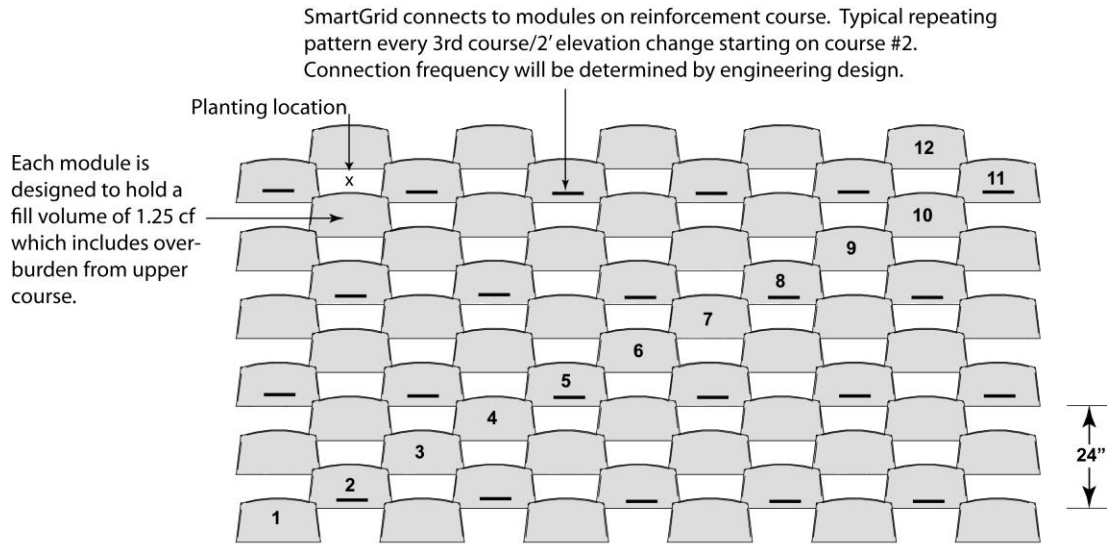 SmartGrid connects to modules on reinforcement course. Typical repeating
pattern every 3rd course/2’ elevation change starting on course #2.
Connection frequency will be determined by engineering design.
Planting location
Each module is
designed to hold a
fill volume of 1.25 cf
which includes over-
burden from upper
course.
12
11
x
10
9
8
7
6
5
4
24”
3
2
1